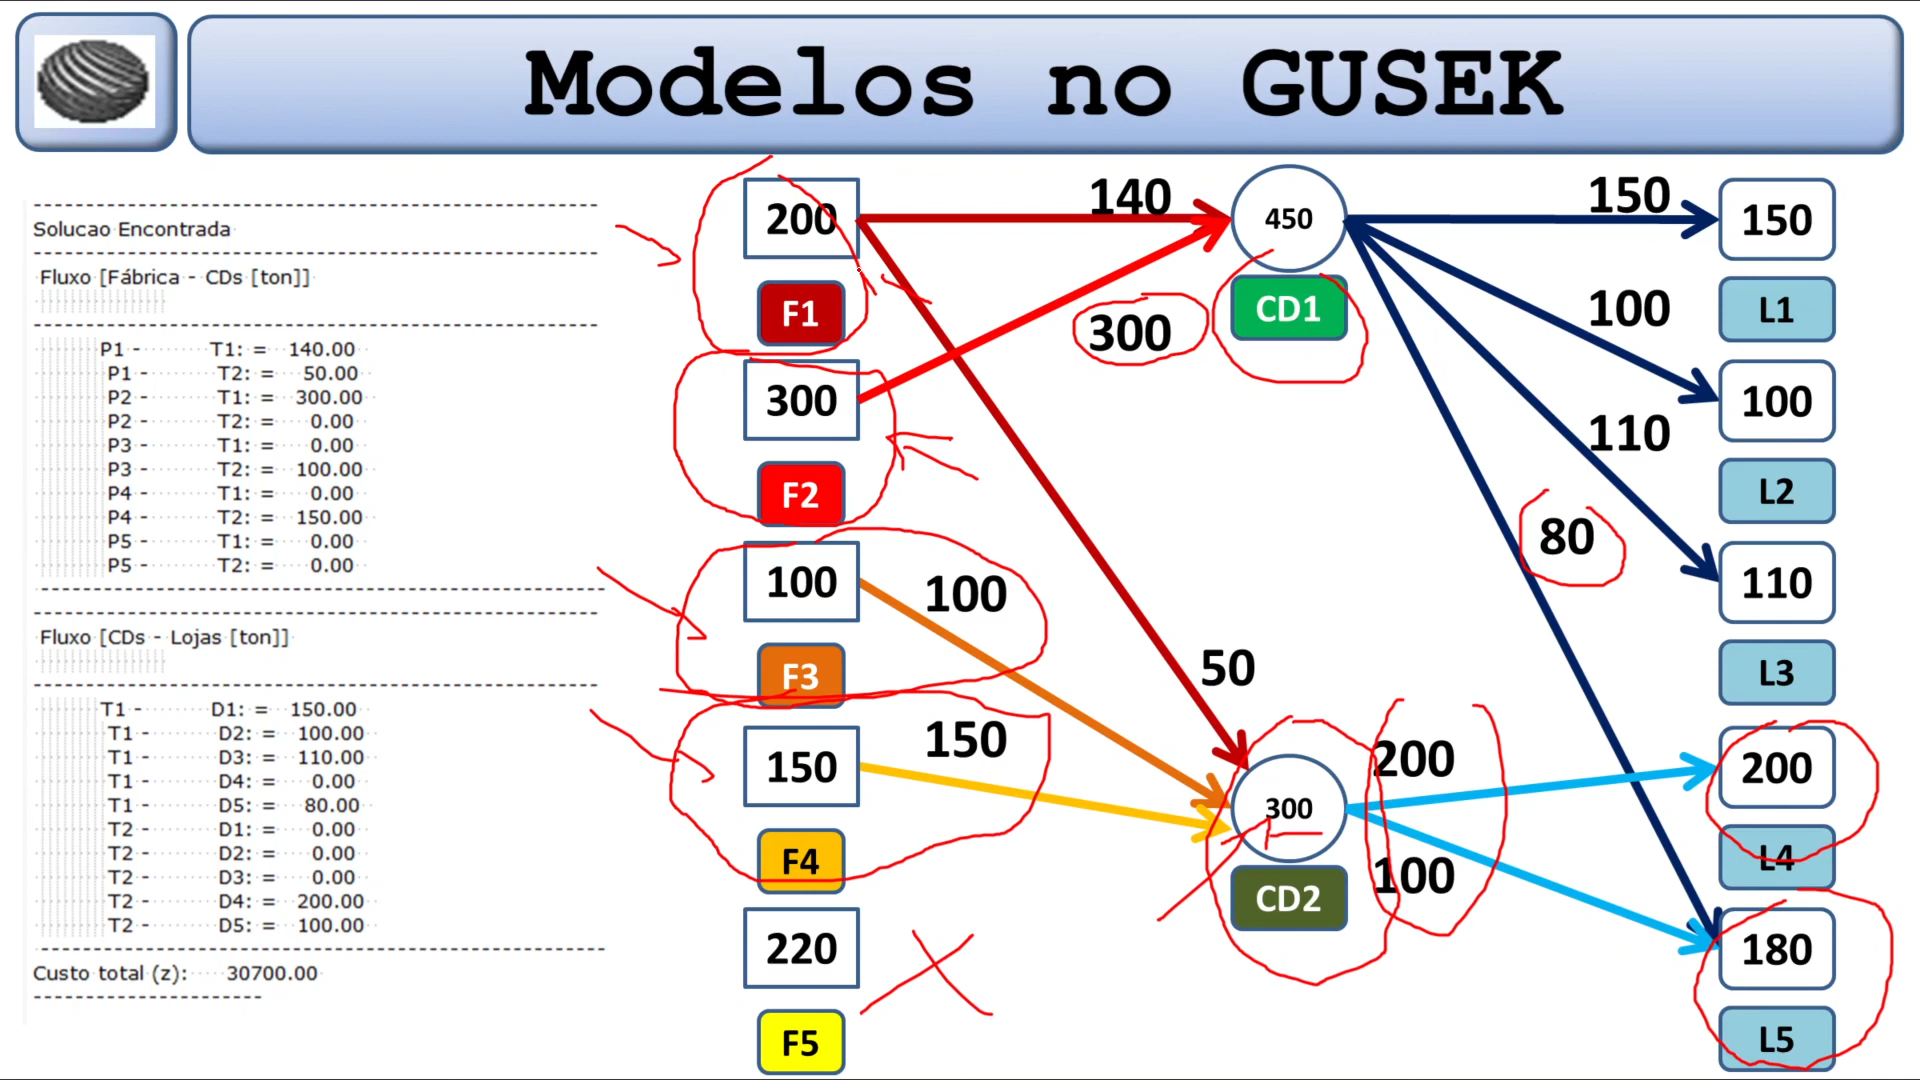 Modelos no GUSEK
Solucao Encontrada
Fluxo [Fábrica - CDs [ton]]
P1 - T1: = 140.00
P1 - T2: = 50.00
P2 - T1: = 300.00
P2 - T2: = 0.00
P3 - T1: = 0.00
P3 - T2: = 100.00
P4 - T1: = 0.00
P4 - T2: = 150.00
P5 - T1: = 0.00
P5 - T2: = 0.00
Fluxo [CDs - Lojas [ton]]
T1 - D1: = 150.00
T1 - D2: = 100.00
T1 - D3: = 110.00
T1 - D4: = 0.00
T1 - D5: = 80.00
T2 - D1: = 0.00
T2 - D2: = 0.00
T2 - D3: = 0.00
T2 - D4: = 200.00
T2 - D5: = 100.00
Custo total (z): 30700.00
200
F1
300
F2
100
F3
150
F4
220
F5
140
300
100
150
50
450
CD1
300
CD2
150
100
110
80
200
100
150
L1
100
L2
110
L3
200
L4
180
L5